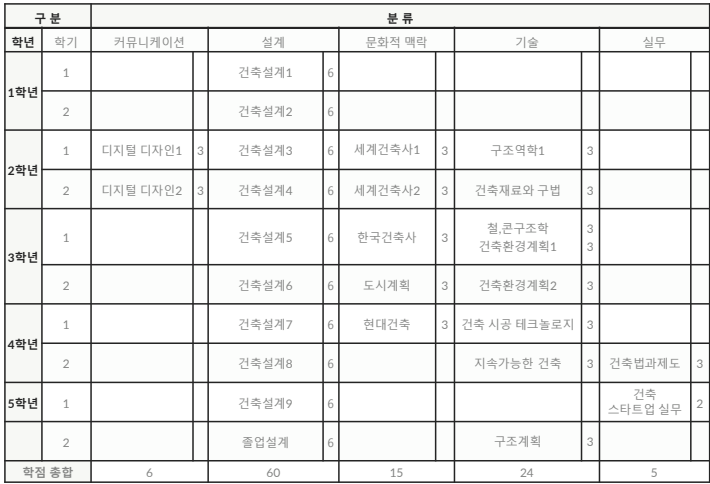 구 분 분 류
학년 학기 커뮤니케이션 설계 문화적 맥락 기술 실무
1학년 1 건축설계1 6
2 건축설계2 6
2학년 1 디지털 디자인1 3 건축설계3 6 세계건축사1 3 구조역학1 3
2 디지털 디자인2 3 건축설계4 6 세계건축사2 3 건축재료와 구법 3
3학년 1 건축설계5 6 한국건축사 3 철,콘구조학 3
건축환경계획1 3
2 건축설계6 6 도시계획 3 건축환경계획2 3
4학년 1 건축설계7 6 현대건축 3 건축 시공 테크놀로지 3
2 건축설계8 6 지속가능한 건축 3 건축법과제도 3
5학년 1 건축설계9 6 건축
스타트업 실무 2
2 졸업설계 6 구조계획 3
학점 총합 6 60 15 24 5